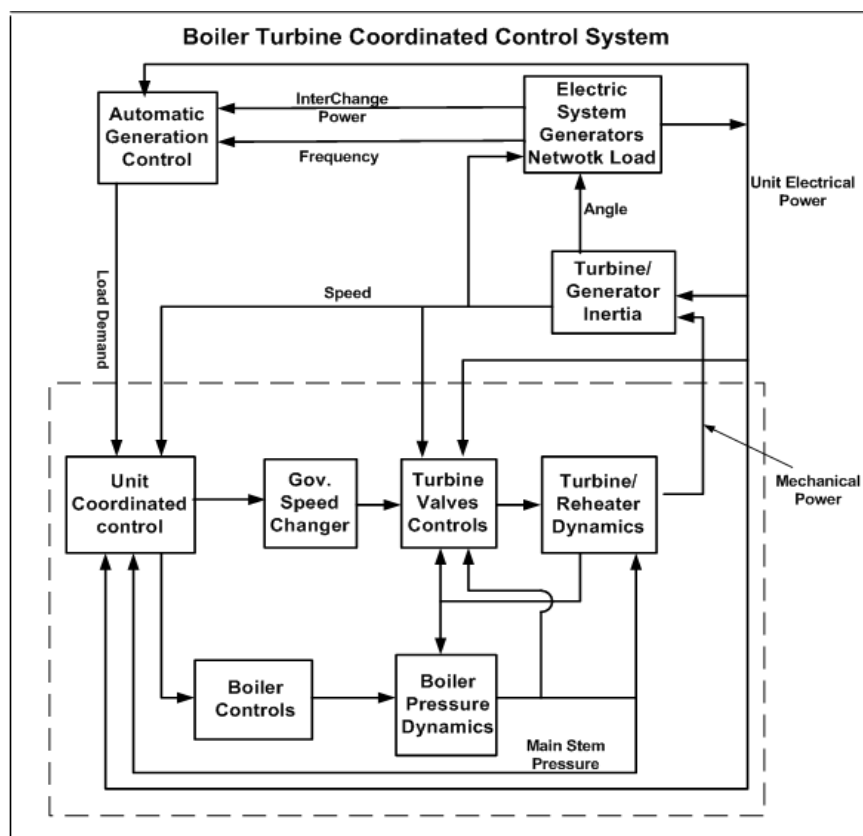 Boiler Turbine Coordinated Control System
Automatic
Generation
Control
InterChange
Power
Frequency
Electric
System
Generators
Netwotk Load
Unit Electrical
Power
Angle
Turbine/
Generator
Inertia
Speed
Load Demand
Unit
Coordinated
control
Gov.
Speed
Changer
Turbine
Valves
Controls
Turbine/
Reheater
Dynamics
Mechanical
Power
Boiler
Controls
Boiler
Pressure
Dynamics
Main Stem
Pressure